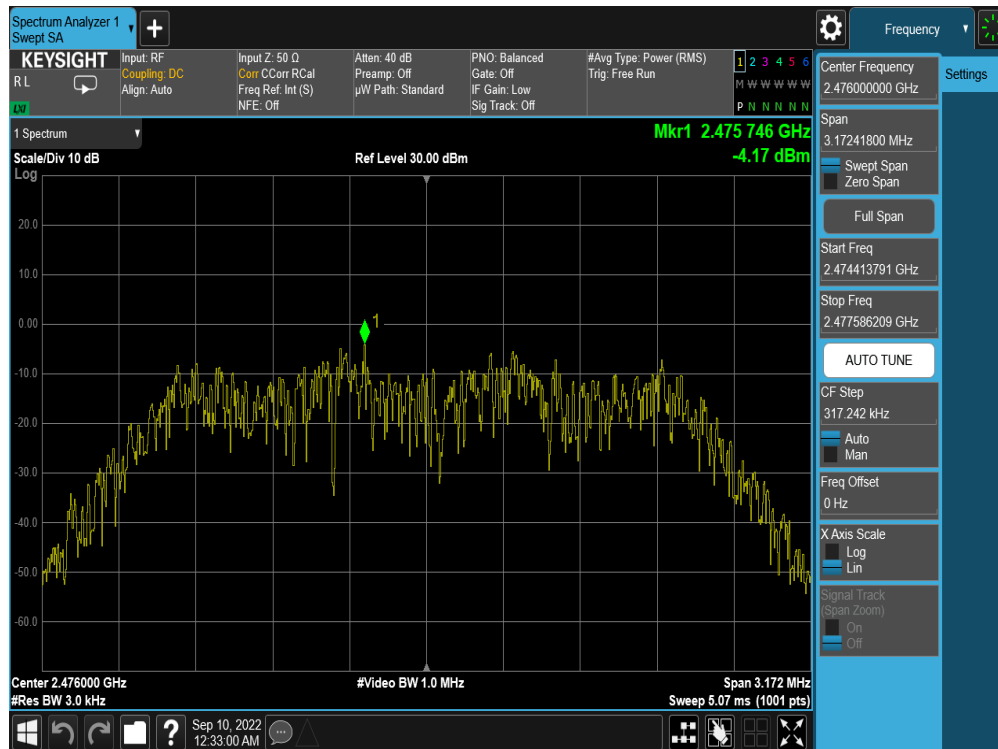 Spectrum Analyzer 1
Swept SA
Frequency
KEYSIGHT
R L
LXI
Input: RF
Coupling: DC
Align: Auto
Input Z: 50 Ω
Corr CCorr RCal
Freq Ref: Int (S)
NFE: Off
Atten: 40 dB
Preamp: Off
µW Path: Standard
PNO: Balanced
Gate: Off
IF Gain: Low
Sig Track: Off
#Avg Type: Power (RMS)
Trig: Free Run
1 2 3 4 5 6
M W W W W W
P N N N N N
1 Spectrum
Scale/Div 10 dB
Log
Ref Level 30.00 dBm
Mkr1 2.475 746 GHz
-4.17 dBm
1
20.0
10.0
0.00
-10.0
-20.0
-30.0
-40.0
-50.0
-60.0
Center 2.476000 GHz
#Res BW 3.0 kHz
#Video BW 1.0 MHz
Span 3.172 MHz
Sweep 5.07 ms (1001 pts)
Center Frequency
2.476000000 GHz
Span
3.17241800 MHz
Swept Span
Zero Span
Full Span
Start Freq
2.474413791 GHz
Stop Freq
2.477586209 GHz
AUTO TUNE
CF Step
317.242 kHz
Auto
Man
Freq Offset
0 Hz
X Axis Scale
Log
Lin
Signal Track
(Span Zoom)
On
Off
Settings
?
Sep 10, 2022
12:33:00 AM